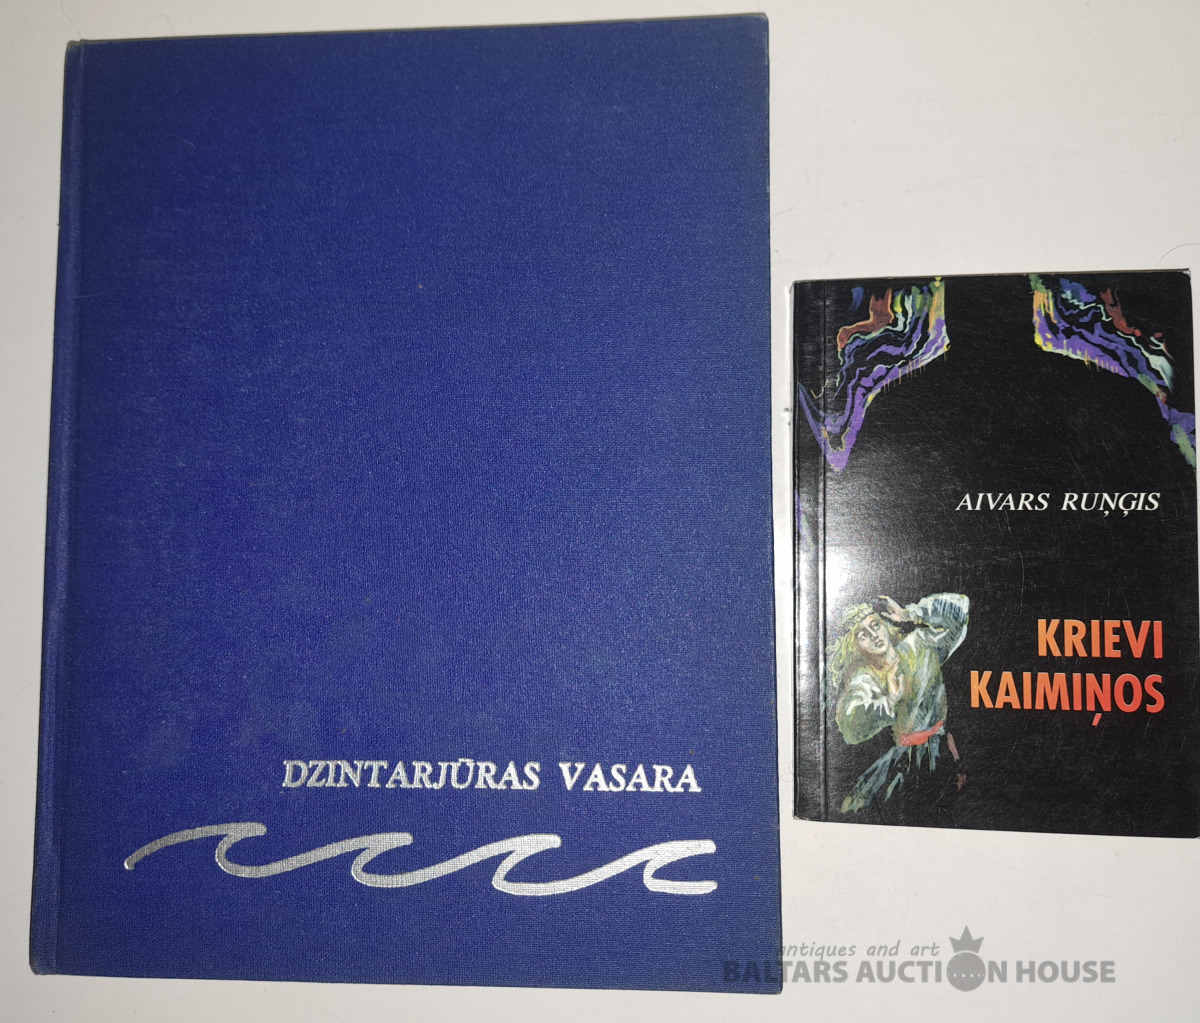 DZINTARJŪRAS VASARA
AIVARS RUŅĢIS
KRIEVI
KAIMIŅOS
antiques and art
BALTARS AUCTION HOUSE